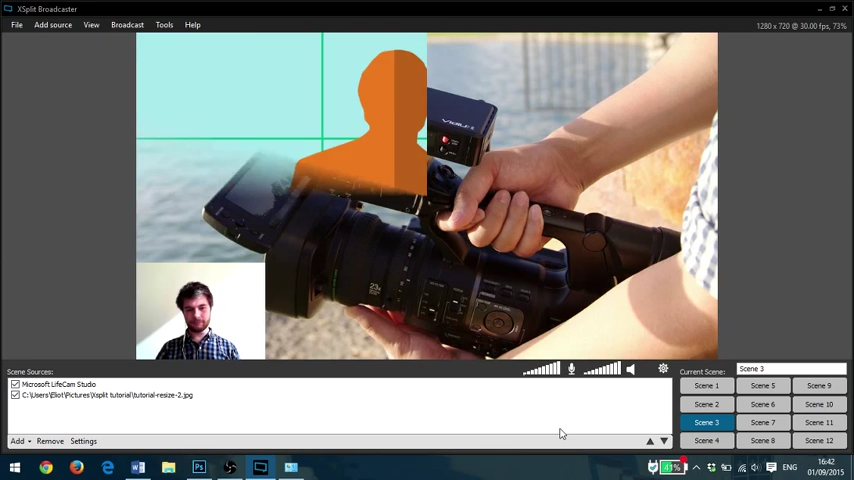 XSplit Broadcaster
File Add source View Broadcast Tools Help
1280 x 720 @ 30.00 fps, 73%
23x
Scene Sources:
Current Scene:
Scene 3
Microsoft LifeCam Studio
C:\Users\Eliot\Pictures\Xsplit tutorial\tutorial-resize-2.jpg
Scene 1 Scene 5 Scene 9
Scene 2 Scene 6 Scene 10
Scene 3 Scene 7 Scene 11
Scene 4 Scene 8 Scene 12
Add Remove Settings
41%
ENG
16:42
01/09/2015